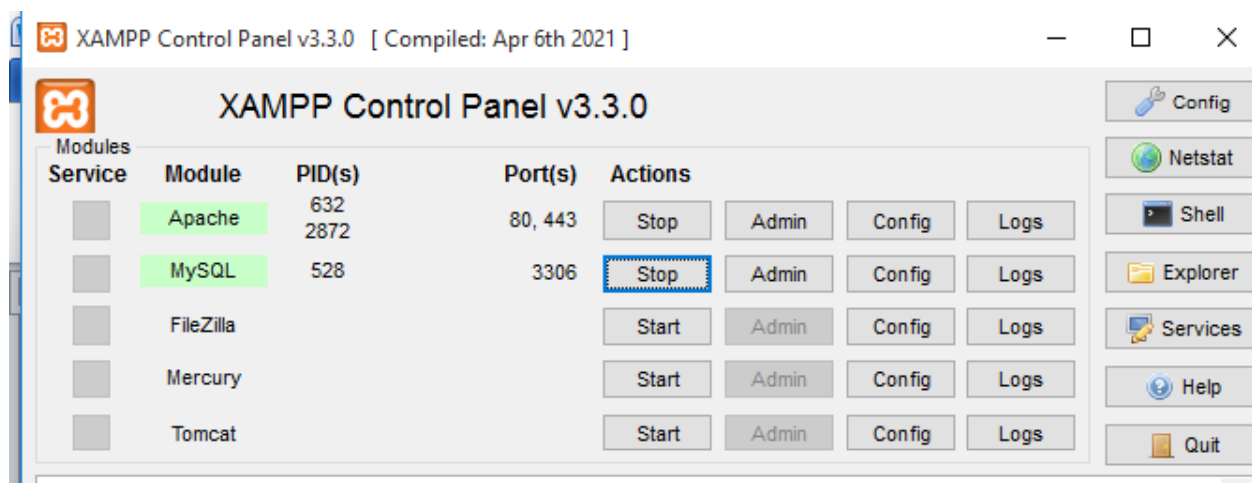 XAMPP Control Panel v3.3.0 [ Compiled: Apr 6th 2021 ]
XAMPP Control Panel v3.3.0
Modules
Service Module PID(s) Port(s) Actions
Apache 632 2872 80, 443 Stop Admin Config Logs
MySQL 528 3306 Stop Admin Config Logs
FileZilla Start Admin Config Logs
Mercury Start Admin Config Logs
Tomcat Start Admin Config Logs
Config
Netstat
Shell
Explorer
Services
Help
Quit